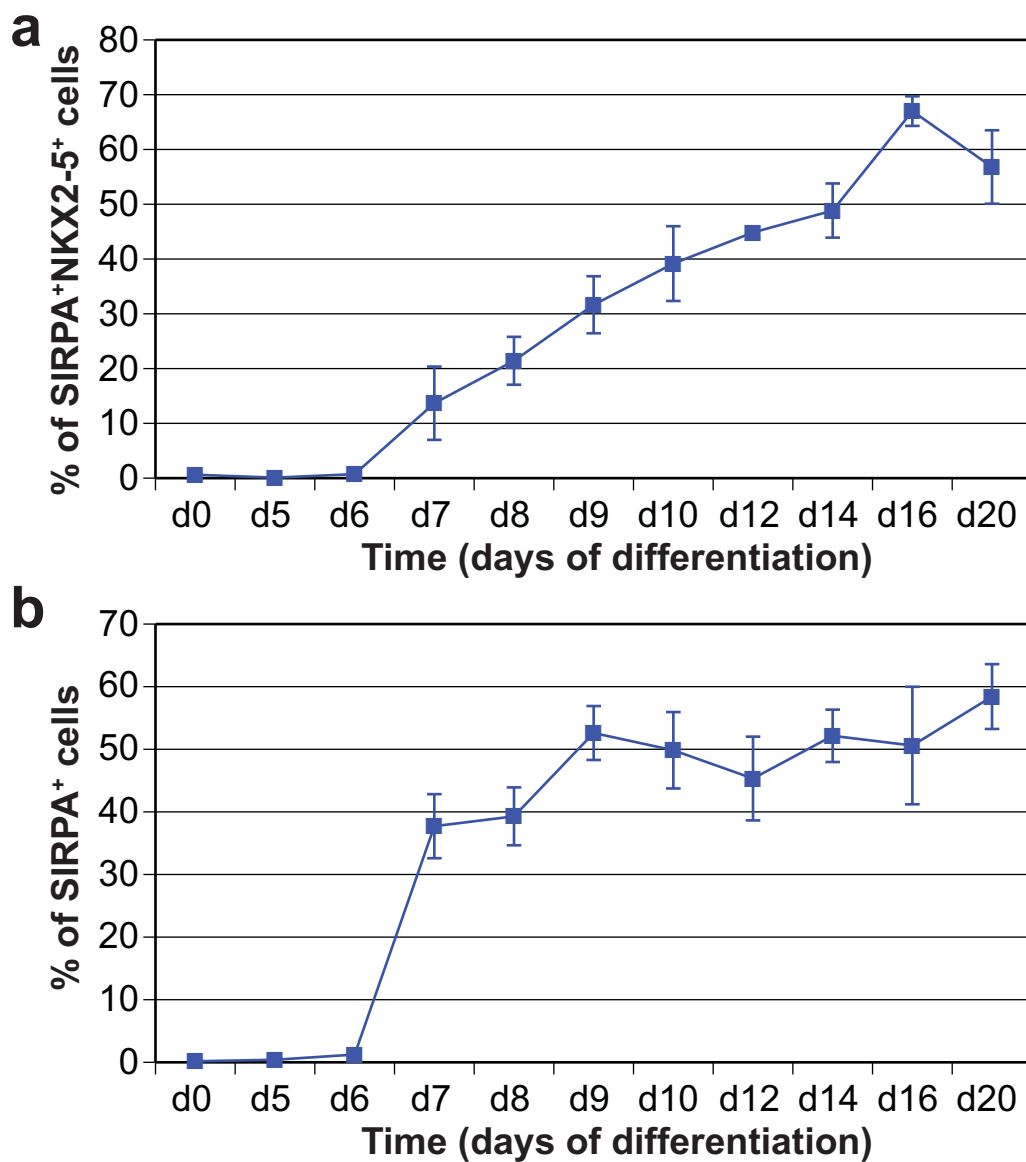 a
% of SIRPA⁺NKX2-5⁺ cells
80
70
60
50
40
30
20
10
0
d0 d5 d6 d7 d8 d9 d10 d12 d14 d16 d20
Time (days of differentiation)
b
% of SIRPA⁺ cells
70
60
50
40
30
20
10
0
d0 d5 d6 d7 d8 d9 d10 d12 d14 d16 d20
Time (days of differentiation)